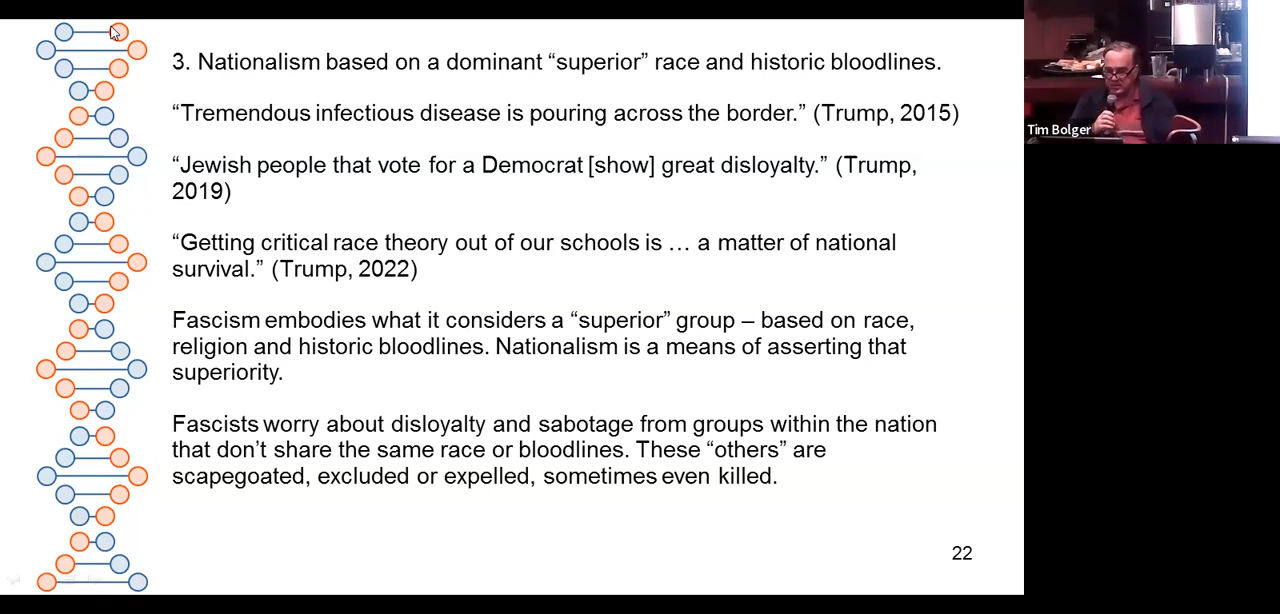 3. Nationalism based on a dominant “superior” race and historic bloodlines.
“Tremendous infectious disease is pouring across the border.” (Trump, 2015)
“Jewish people that vote for a Democrat [show] great disloyalty.” (Trump,
2019)
“Getting critical race theory out of our schools is … a matter of national
survival.” (Trump, 2022)
Fascism embodies what it considers a “superior” group – based on race,
religion and historic bloodlines. Nationalism is a means of asserting that
superiority.
Fascists worry about disloyalty and sabotage from groups within the nation
that don’t share the same race or bloodlines. These “others” are
scapegoated, excluded or expelled, sometimes even killed.
22
Tim Bolger